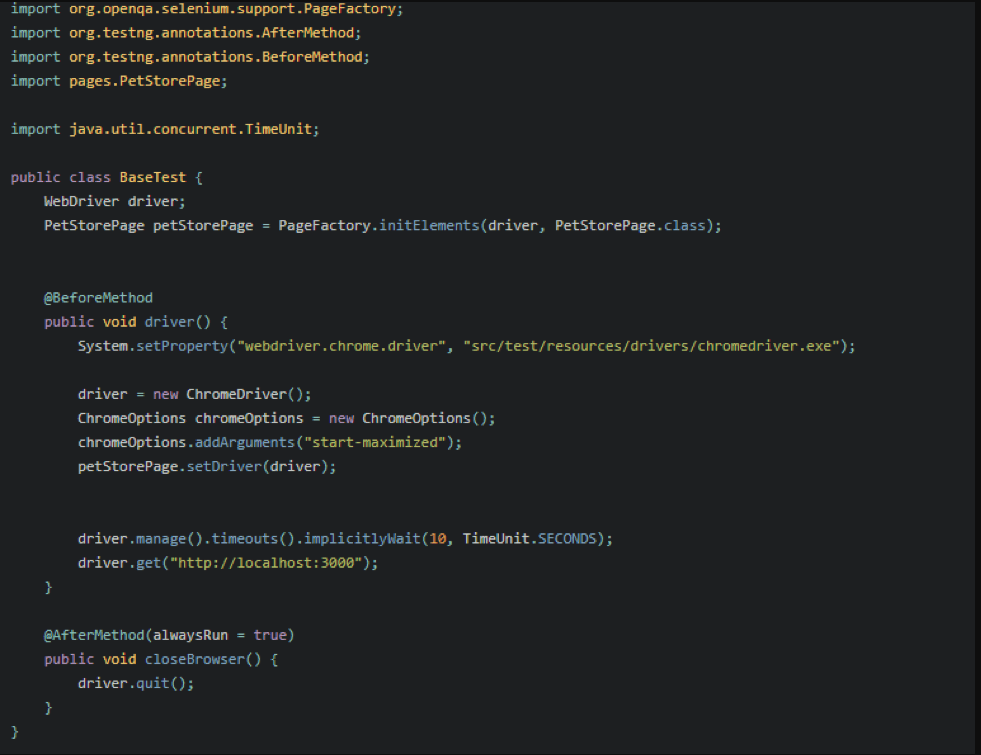 import org.openqa.selenium.support.PageFactory;
import org.testng.annotations.AfterMethod;
import org.testng.annotations.BeforeMethod;
import pages.PetStorePage;

import java.util.concurrent.TimeUnit;

public class BaseTest {
    WebDriver driver;
    PetStorePage petStorePage = PageFactory.initElements(driver, PetStorePage.class);


    @BeforeMethod
    public void driver() {
        System.setProperty("webdriver.chrome.driver", "src/test/resources/drivers/chromedriver.exe");

        driver = new ChromeDriver();
        ChromeOptions chromeOptions = new ChromeOptions();
        chromeOptions.addArguments("start-maximized");
        petStorePage.setDriver(driver);


        driver.manage().timeouts().implicitlyWait(10, TimeUnit.SECONDS);
        driver.get("http://localhost:3000");
    }

    @AfterMethod(alwaysRun = true)
    public void closeBrowser() {
        driver.quit();
    }
}